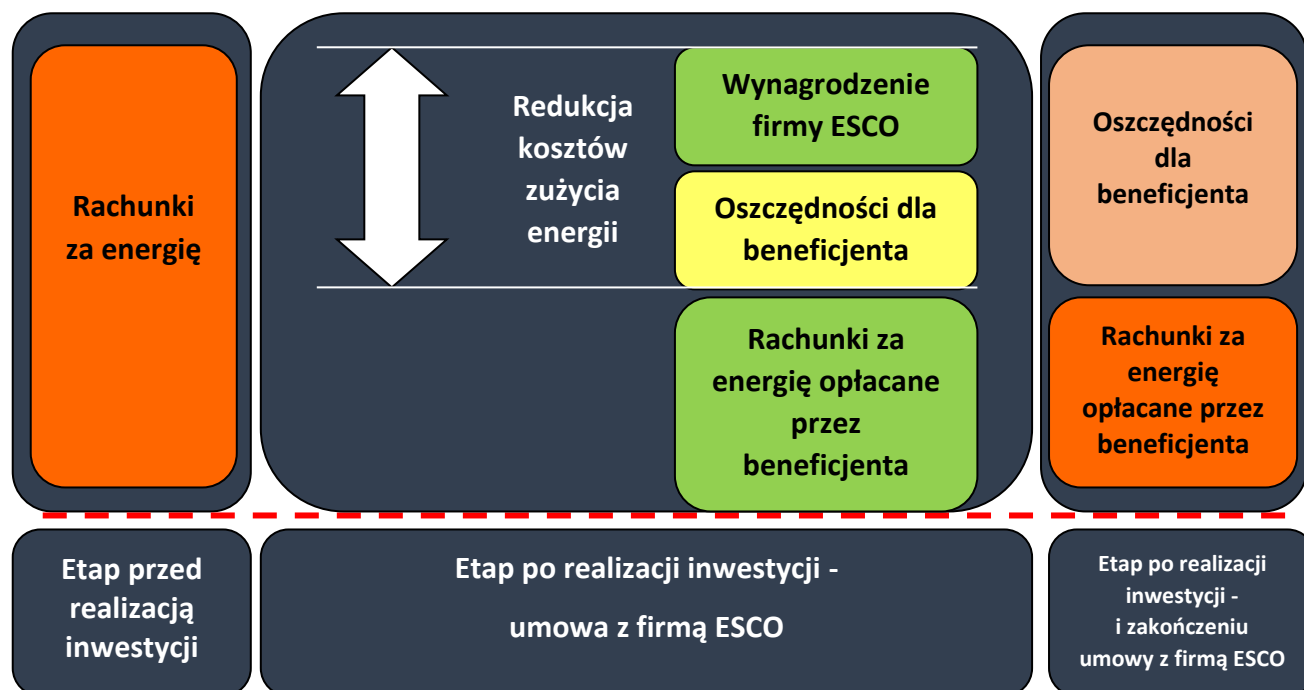 Rachunki
za energię
Redukcja
kosztów
zużycia
energii
Wynagrodzenie
firmy ESCO
Oszczędności dla
beneficjenta
Rachunki za
energię opłacane
przez
beneficjenta
Oszczędności
dla
beneficjenta
Rachunki za
energię
opłacane przez
beneficjenta
Etap przed
realizacją
inwestycji
Etap po realizacji inwestycji -
umowa z firmą ESCO
Etap po realizacji
inwestycji -
i zakończeniu
umowy z firmą ESCO